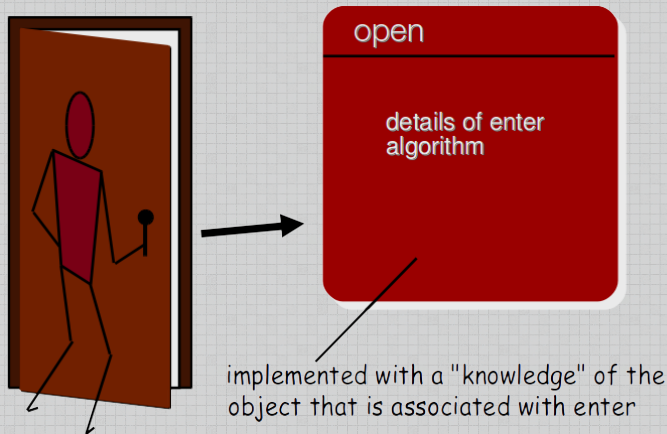 open
details of enter
algorithm
implemented with a "knowledge" of the
object that is associated with enter